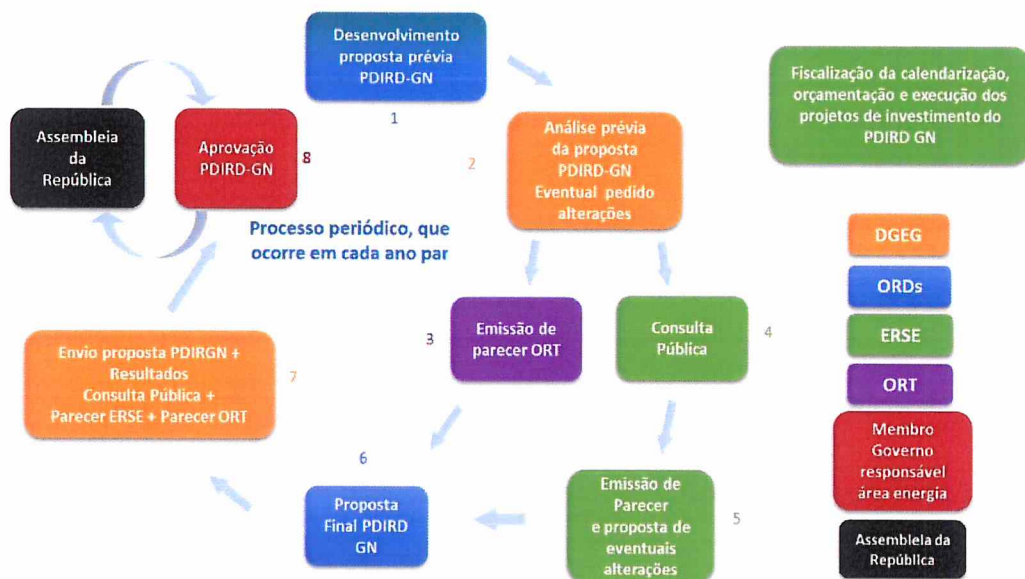 Desenvolvimento
proposta prévia
PDIRD-GN
1
Fiscalização da calendarização,
orçamentação e execução dos
projetos de investimento do
PDIRD GN
Assembleia
da
República
Aprovação
PDIRD-GN
8
2
Análise prévia
da proposta
PDIRD-GN
Eventual pedido
alterações
Processo periódico, que
ocorre em cada ano par
3
Emissão de
parecer ORT
Consulta
Pública
4
Envio proposta PDIRGN +
Resultados
Consulta Pública +
Parecer ERSE + Parecer ORT
7
6
Proposta
Final PDIRD
GN
Emissão de
Parecer
e proposta de
eventuais
alterações
5
DGEG
ORDs
ERSE
ORT
Membro
Governo
responsável
área energia
Assembleia da
República